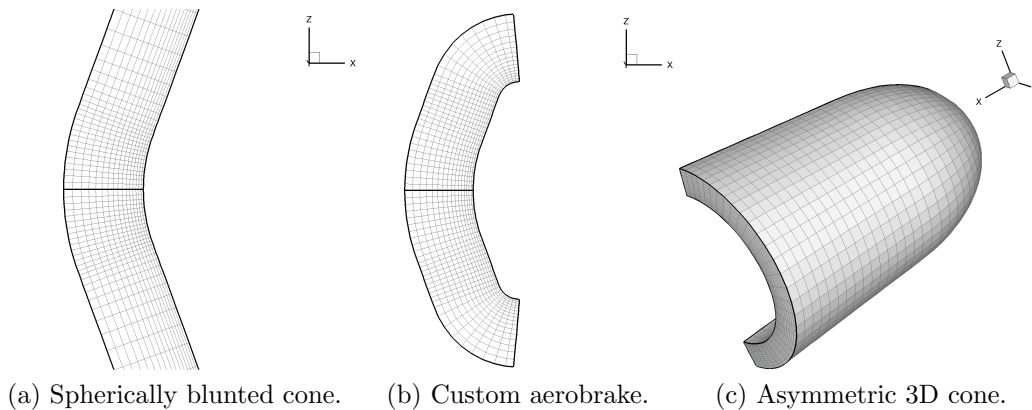 z
x
z
x
z
x
(a) Spherically blunted cone.
(b) Custom aerobrake.
(c) Asymmetric 3D cone.